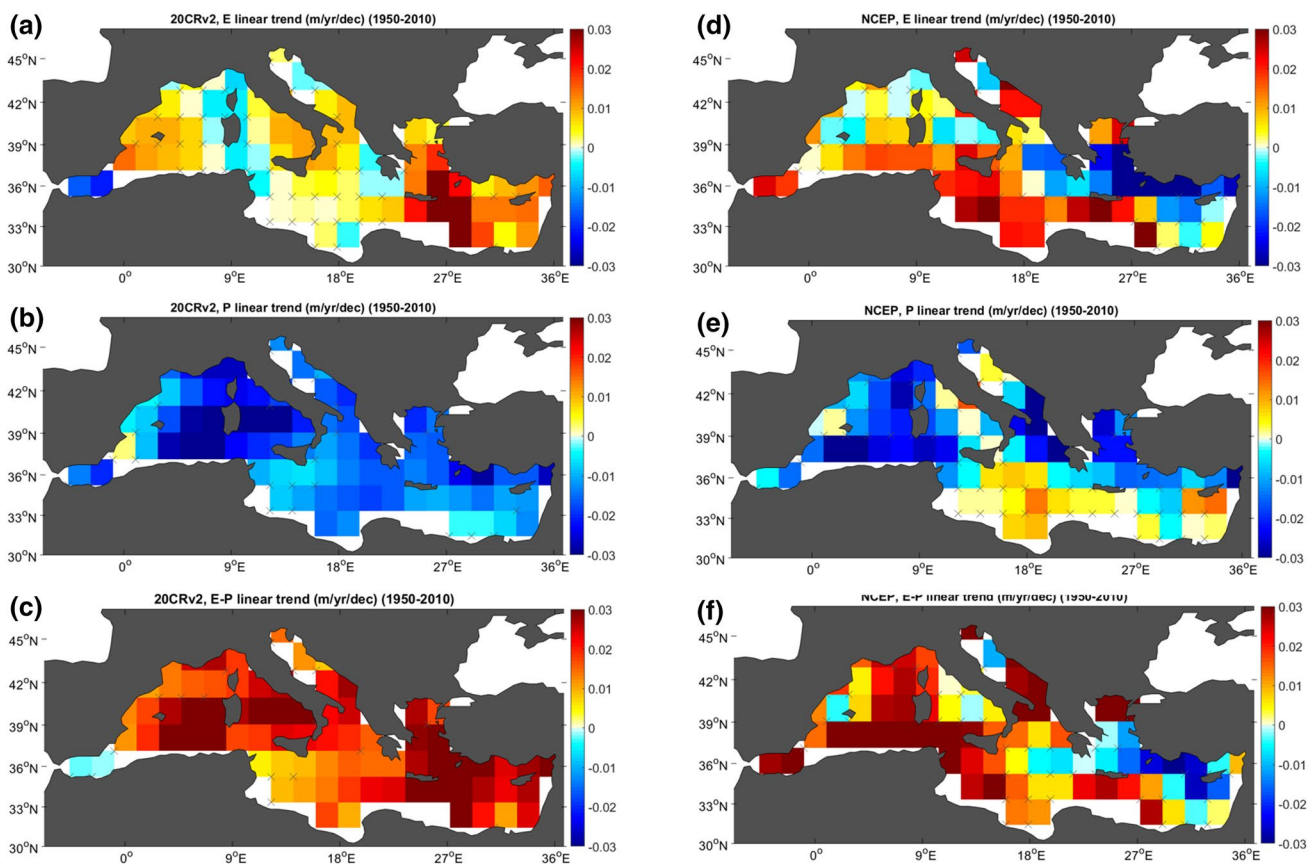 (a)
20CRv2, E linear trend (m/yr/dec) (1950-2010)
45°N
42°N
39°N
36°N
33°N
30°N
0°
9°E
18°E
27°E
36°E
0.03
0.02
0.01
0
-0.01
-0.02
-0.03
(d)
NCEP, E linear trend (m/yr/dec) (1950-2010)
45°N
42°N
39°N
36°N
33°N
30°N
0°
9°E
18°E
27°E
36°E
0.03
0.02
0.01
0
-0.01
-0.02
-0.03
(b)
20CRv2, P linear trend (m/yr/dec) (1950-2010)
45°N
42°N
39°N
36°N
33°N
30°N
0°
9°E
18°E
27°E
36°E
0.03
0.02
0.01
0
-0.01
-0.02
-0.03
(e)
NCEP, P linear trend (m/yr/dec) (1950-2010)
45°N
42°N
39°N
36°N
33°N
30°N
0°
9°E
18°E
27°E
36°E
0.03
0.02
0.01
0
-0.01
-0.02
-0.03
(c)
20CRv2, E-P linear trend (m/yr/dec) (1950-2010)
45°N
42°N
39°N
36°N
33°N
30°N
0°
9°E
18°E
27°E
36°E
0.03
0.02
0.01
0
-0.01
-0.02
-0.03
(f)
NCEP, E-P linear trend (m/yr/dec) (1950-2010)
45°N
42°N
39°N
36°N
33°N
30°N
0°
9°E
18°E
27°E
36°E
0.03
0.02
0.01
0
-0.01
-0.02
-0.03